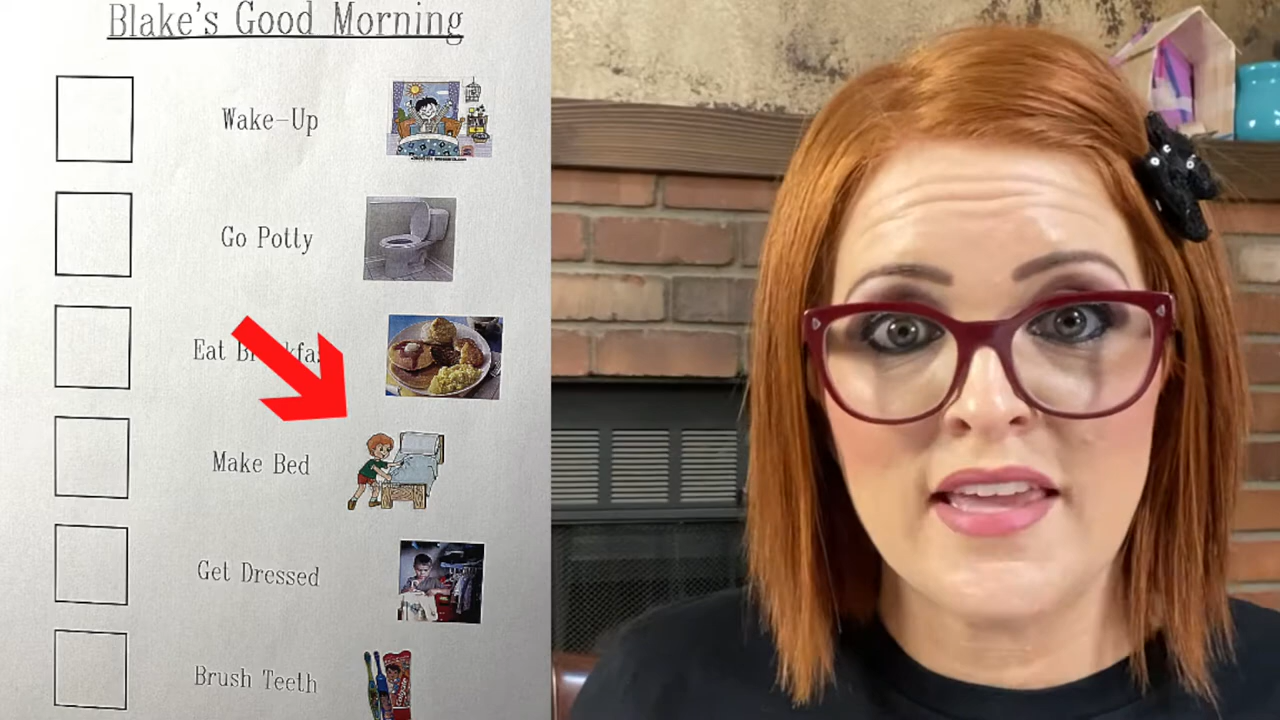 Blake's Good Morning
Wake-Up
Go Potty
Eat
Make Bed
Get Dressed
Brush Teeth